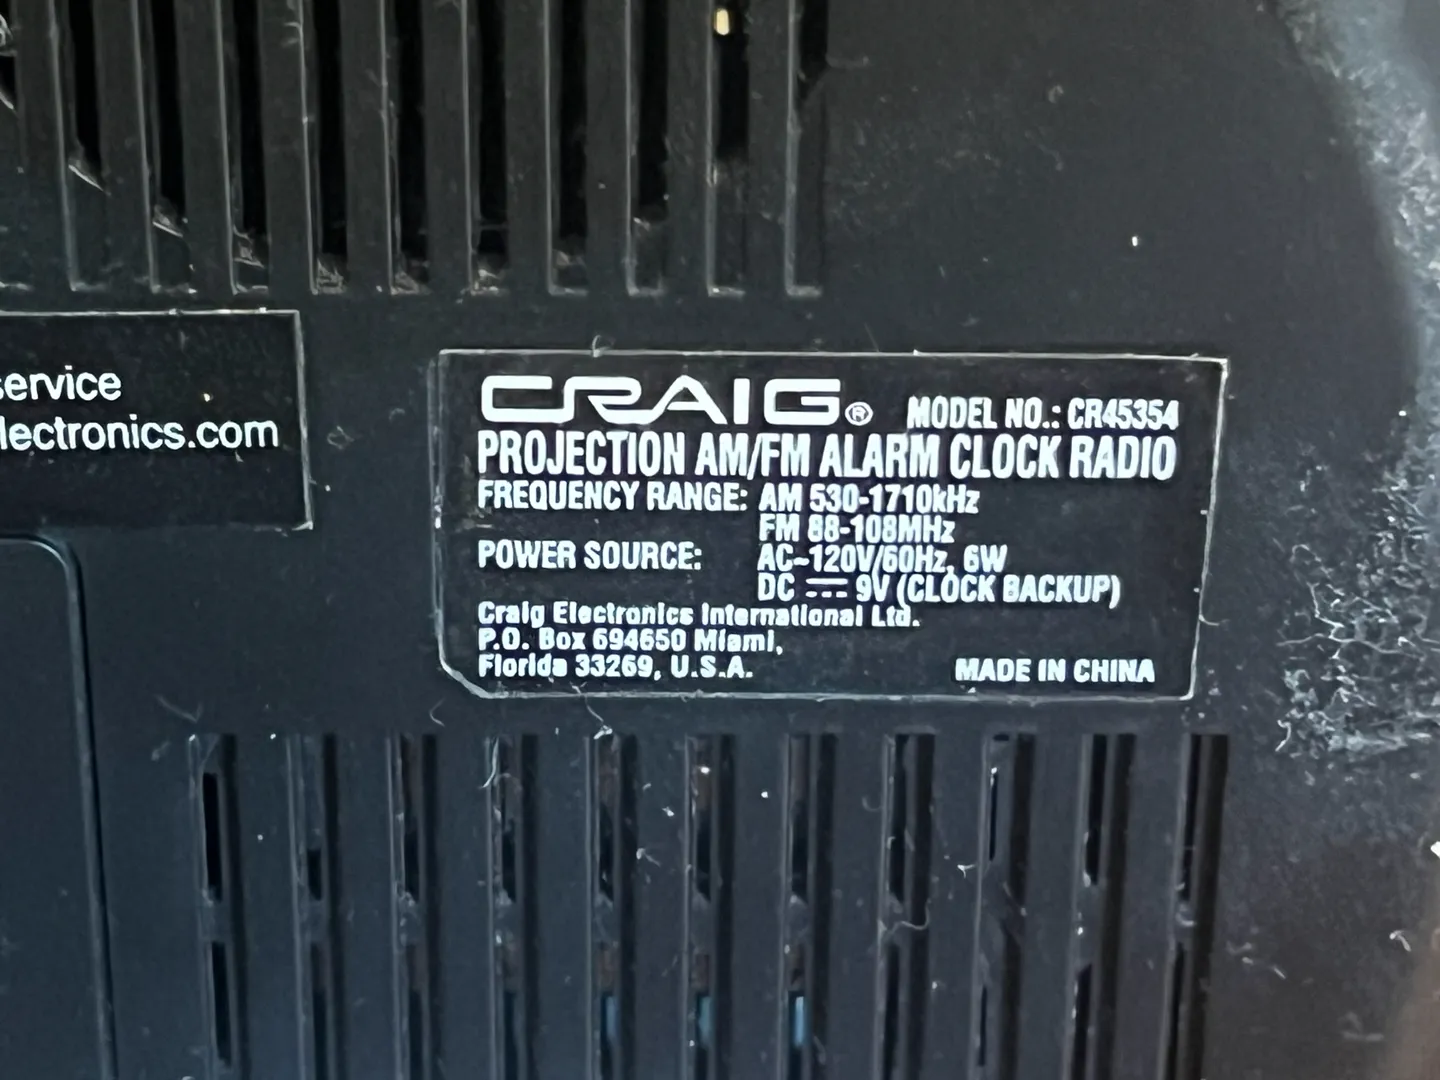 service
lectronics.com
CRAIG® MODEL NO.: CR45354
PROJECTION AM/FM ALARM CLOCK RADIO
FREQUENCY RANGE: AM 530-1710kHz
FM 88-108MHz
POWER SOURCE: AC~120V/60Hz, 6W
DC ⎓ 9V (CLOCK BACKUP)
Craig Electronics International Ltd.
P.O. Box 694650 Miami,
Florida 33269, U.S.A.
MADE IN CHINA